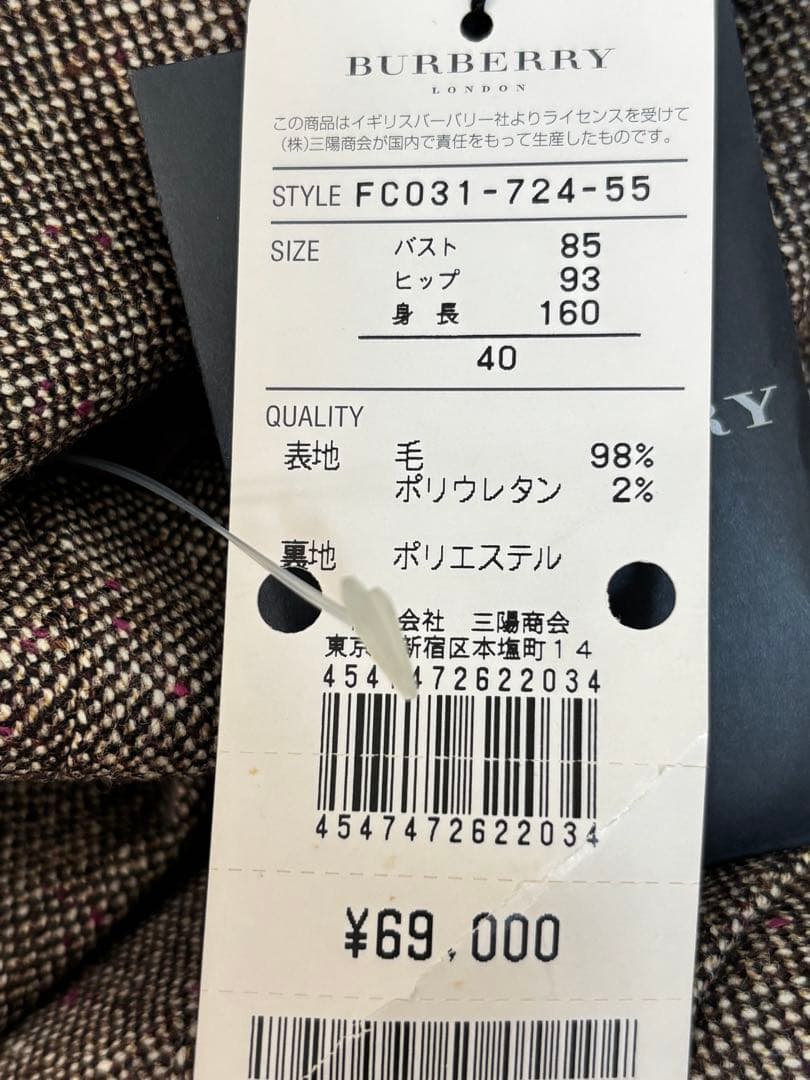 BURBERRY
LONDON
この商品はイギリスバーバリー社よりライセンスを受けて
(株)三陽商会が国内で責任をもって生産したものです。
STYLE FC031-724-55
SIZE バスト 85
ヒップ 93
身長 160
40
QUALITY
表地 毛 98%
ポリウレタン 2%
裏地 ポリエステル
会社 三陽商会
東京 新宿区本塩町14
454 472622034
4547472622034
¥69,000
RY